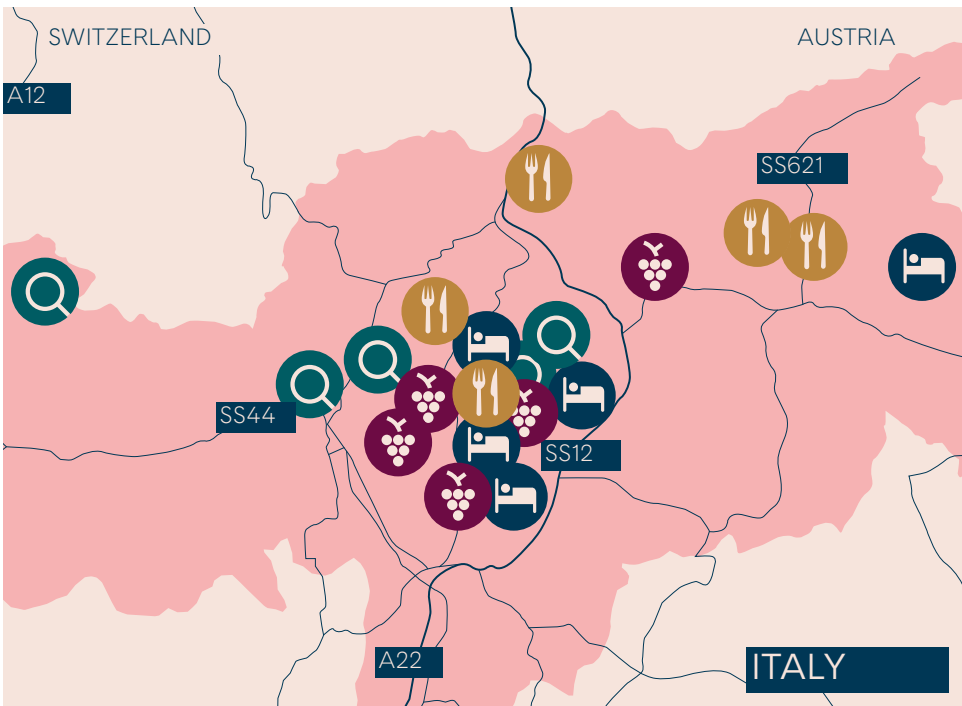 SWITZERLAND
AUSTRIA
A12
SS621
SS44
SS12
A22
ITALY